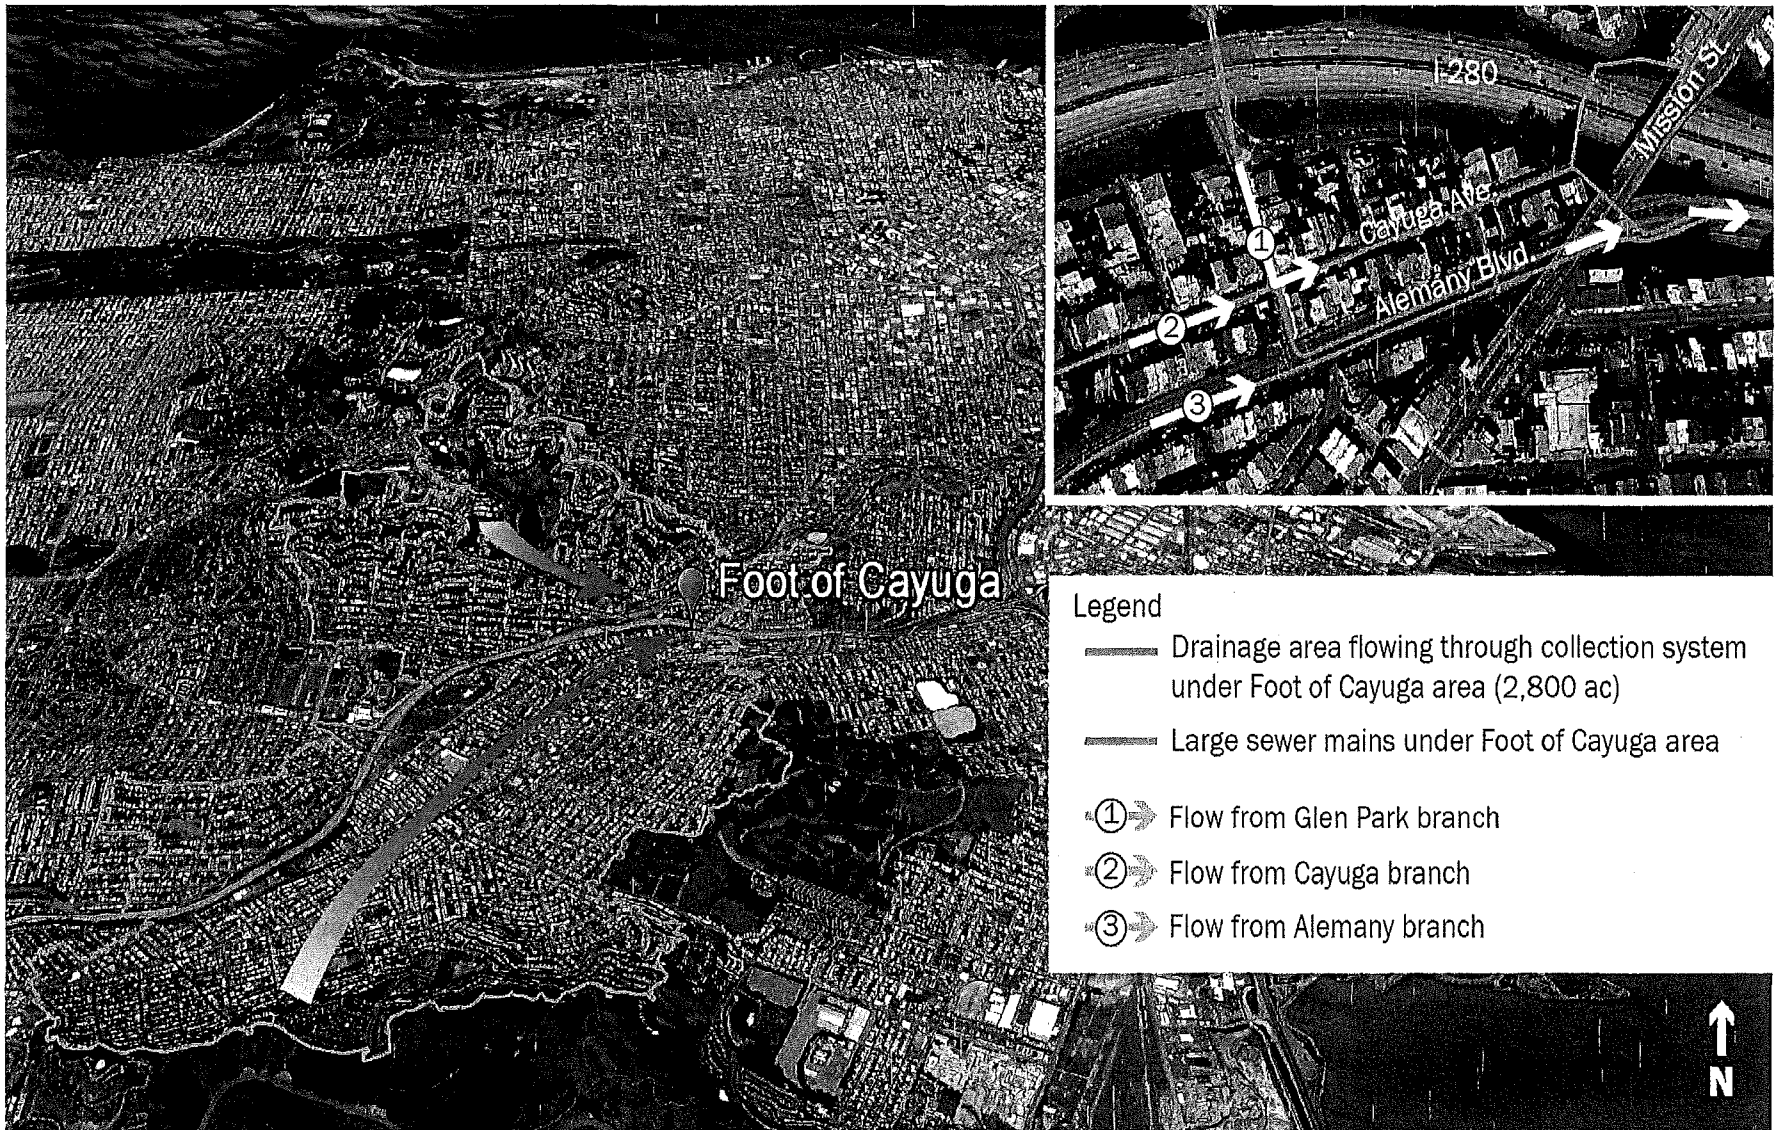 I-280
Mission St.
Cayuga Ave.
1
Alemany Blvd.
2
3
Foot of Cayuga
Legend
Drainage area flowing through collection system
under Foot of Cayuga area (2,800 ac)
Large sewer mains under Foot of Cayuga area
1 Flow from Glen Park branch
2 Flow from Cayuga branch
3 Flow from Alemany branch
N